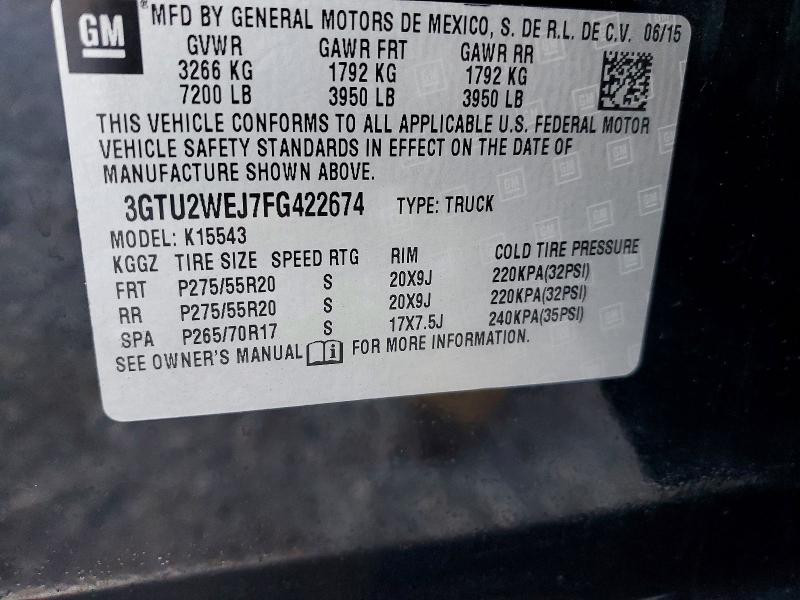 GM
® MFD BY GENERAL MOTORS DE MEXICO, S. DE R.L. DE C.V. 06/15
GVWR GAWR FRT GAWR RR
3266 KG 1792 KG 1792 KG
7200 LB 3950 LB 3950 LB
THIS VEHICLE CONFORMS TO ALL APPLICABLE U.S. FEDERAL MOTOR
VEHICLE SAFETY STANDARDS IN EFFECT ON THE DATE OF
MANUFACTURE SHOWN ABOVE.
3GTU2WEJ7FG422674 TYPE: TRUCK
MODEL: K15543
KGGZ TIRE SIZE SPEED RTG RIM COLD TIRE PRESSURE
FRT P275/55R20 S 20X9J 220KPA(32PSI)
RR P275/55R20 S 20X9J 220KPA(32PSI)
SPA P265/70R17 S 17X7.5J 240KPA(35PSI)
SEE OWNER'S MANUAL FOR MORE INFORMATION.